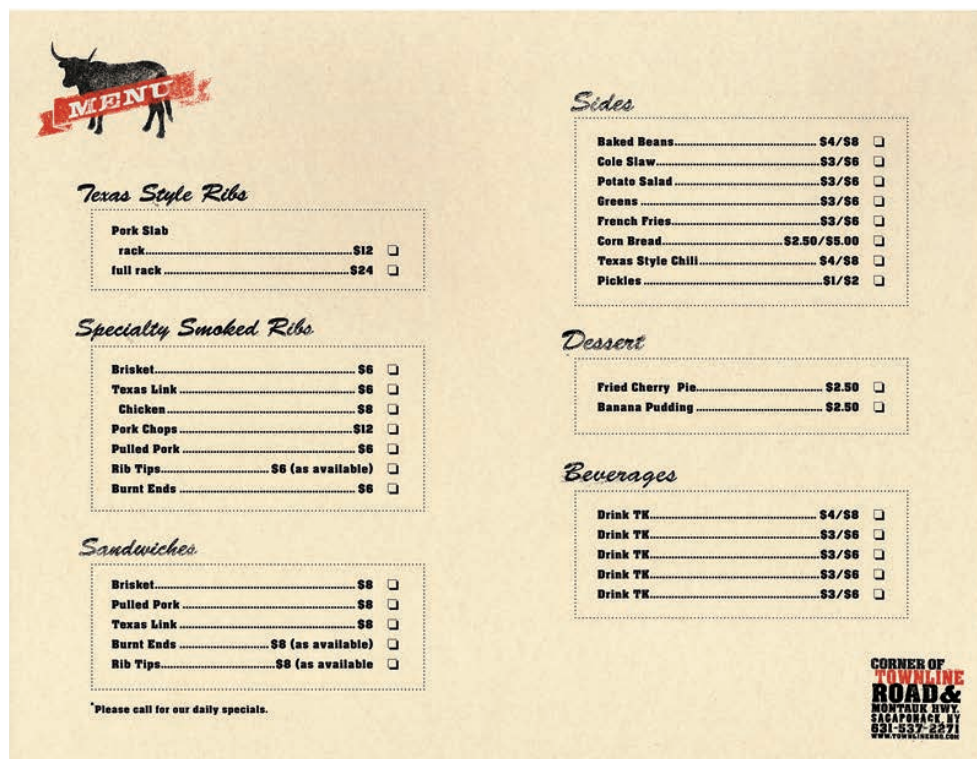 MENU
Texas Style Ribs
Pork Slab
rack $12
full rack $24
Specialty Smoked Ribs
Brisket $6
Texas Link $6
Chicken $8
Pork Chops $12
Pulled Pork $6
Rib Tips $6 (as available)
Burnt Ends $6
Sandwiches
Brisket $8
Pulled Pork $8
Texas Link $8
Burnt Ends $8 (as available)
Rib Tips $8 (as available
*Please call for our daily specials.
Sides
Baked Beans $4/$8
Cole Slaw $3/$6
Potato Salad $3/$6
Greens $3/$6
French Fries $3/$6
Corn Bread $2.50/$5.00
Texas Style Chili $4/$8
Pickles $1/$2
Dessert
Fried Cherry Pie $2.50
Banana Pudding $2.50
Beverages
Drink TK $4/$8
Drink TK $3/$6
Drink TK $3/$6
Drink TK $3/$6
Drink TK $3/$6
CORNER OF
TOWNLINE
ROAD &
MONTAUK HWY.
SAGAPONACK, NY
631-537-2271
WWW.TOWNLINEBBQ.COM